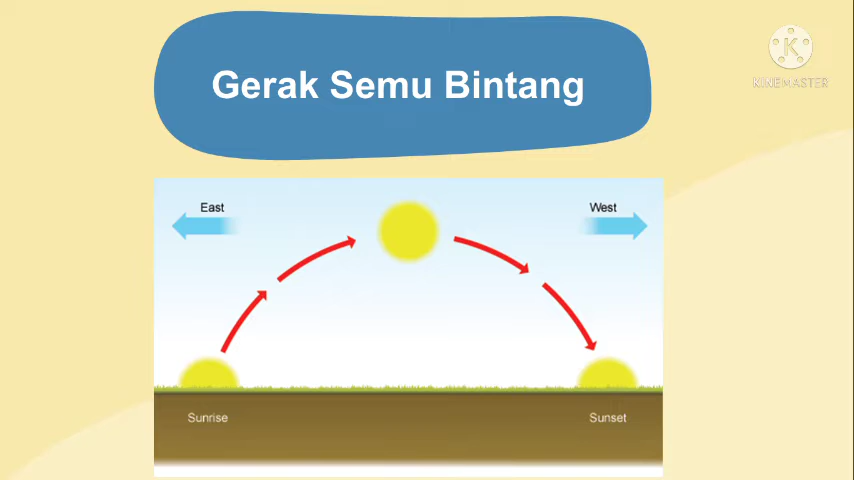 Gerak Semu Bintang
KINEMASTER
East
West
Sunrise
Sunset